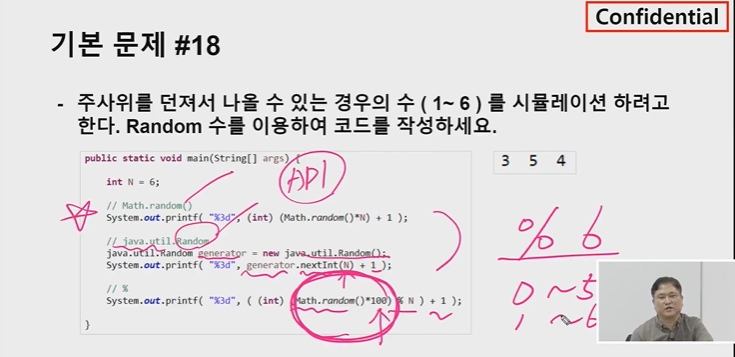 Confidential
기본 문제 #18
- 주사위를 던져서 나올 수 있는 경우의 수 ( 1~ 6 ) 를 시뮬레이션 하려고
한다. Random 수를 이용하여 코드를 작성하세요.
public static void main(String[] args) {
int N = 6;
// Math.random()
System.out.printf( "%3d", (int) (Math.random()*N) + 1 );
// java.util.Random
java.util.Random generator = new java.util.Random();
System.out.printf( "%3d", generator.nextInt(N) + 1 );
// %
System.out.printf( "%3d", ( (int) (Math.random()*100) % N ) + 1 );
}
API
3 5 4
% 6
0 ~ 5
1 ~ 6